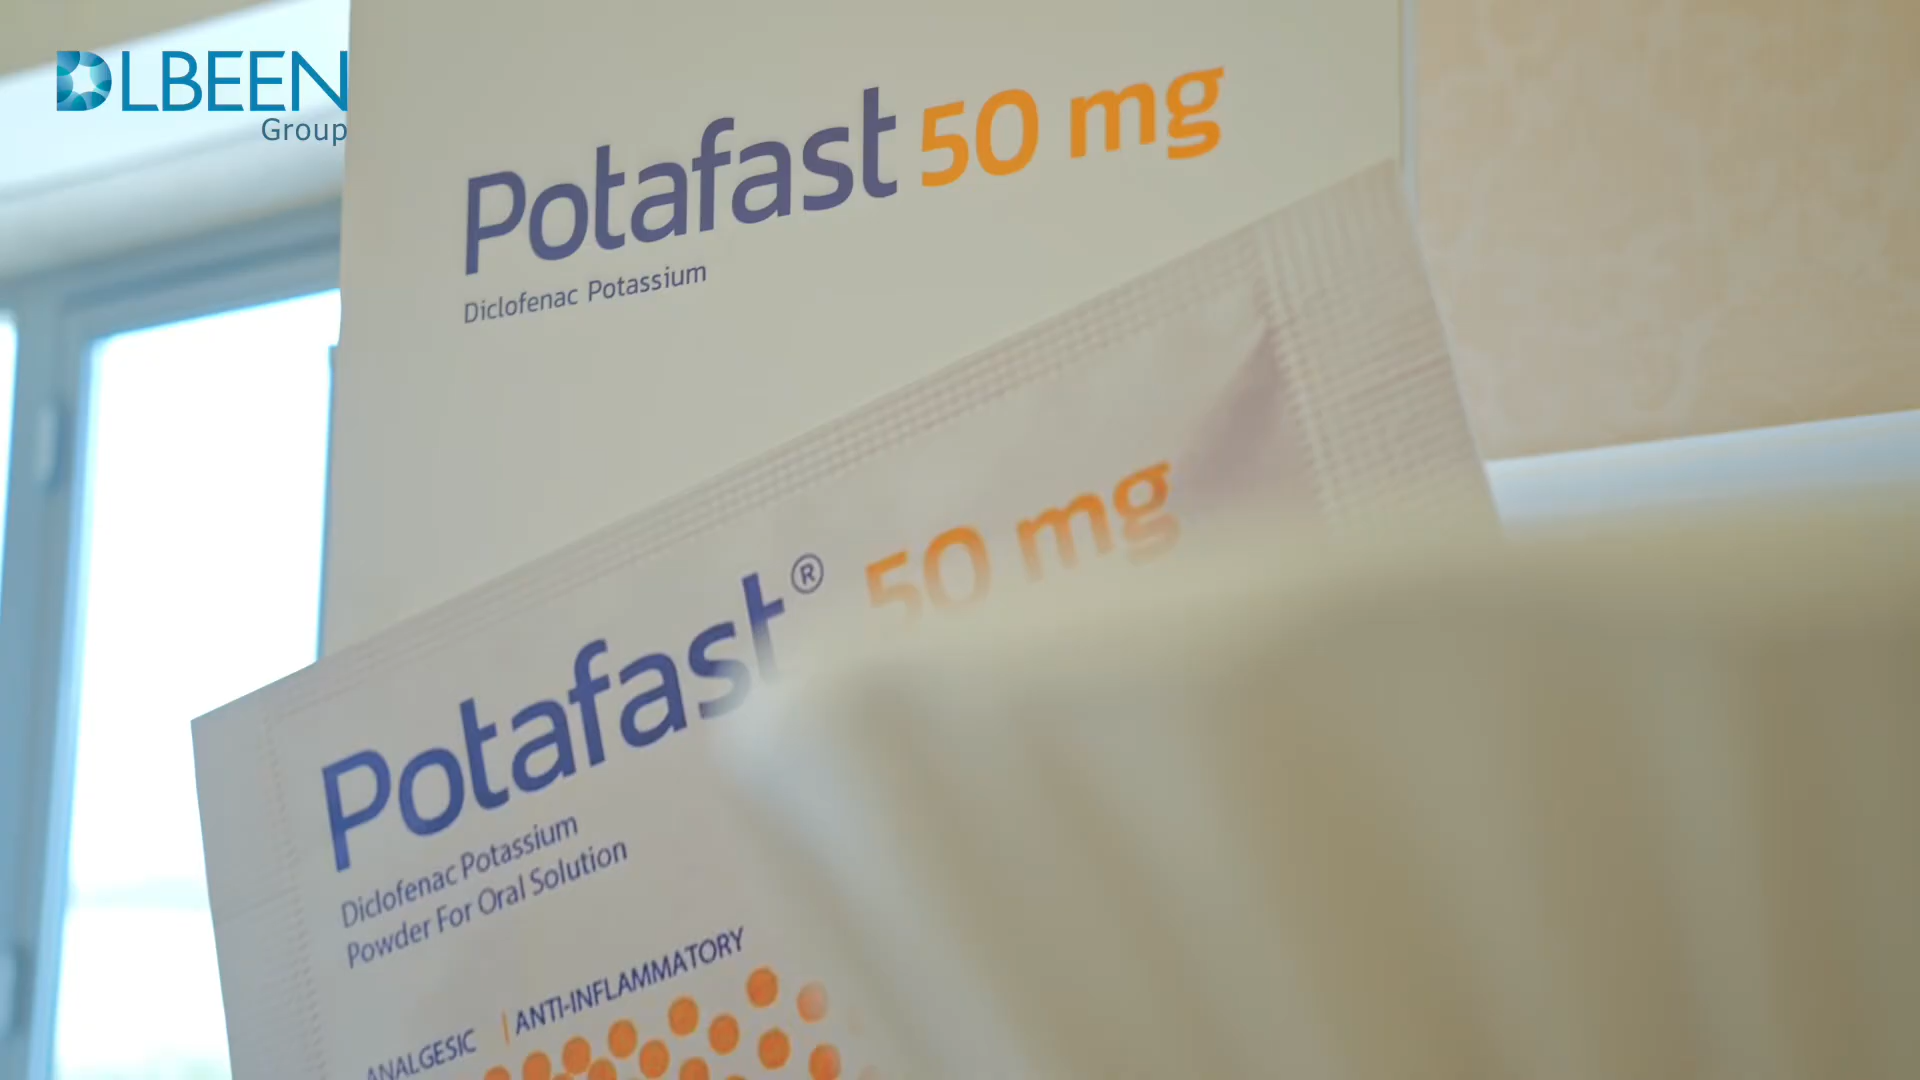 DLBEEN
Group
Potafast 50 mg
Diclofenac Potassium
Potafast® 50 mg
Diclofenac Potassium
Powder For Oral Solution
ANALGESIC | ANTI-INFLAMMATORY